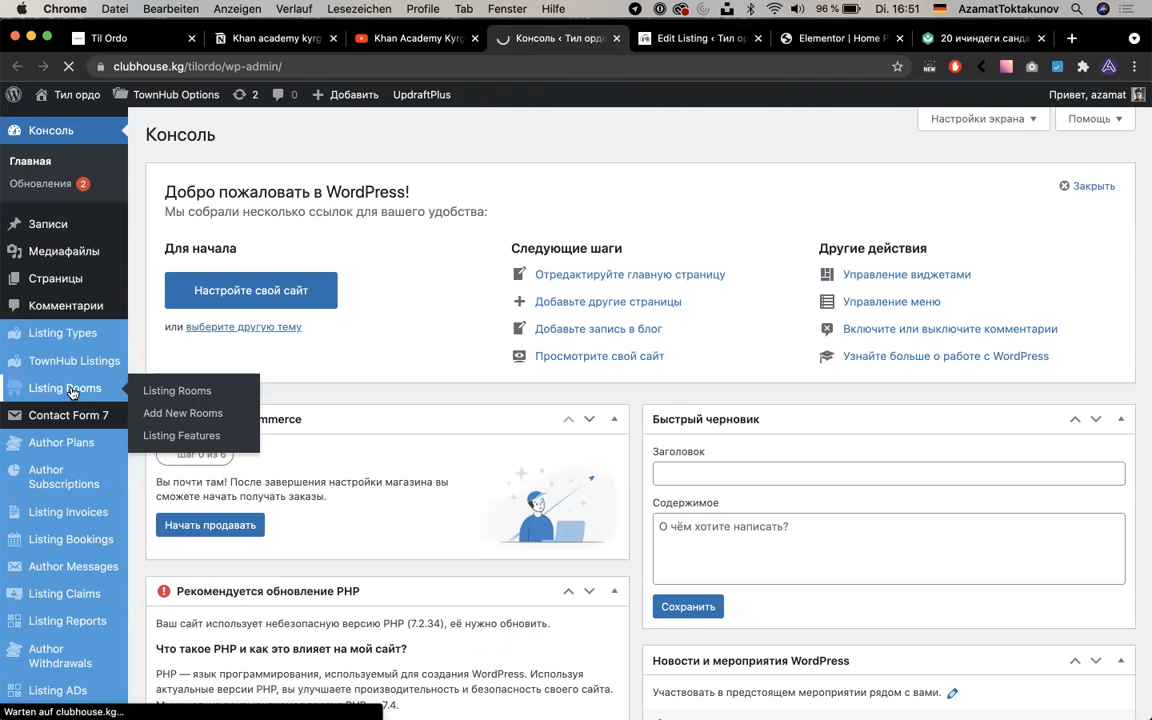 Chrome Datei Bearbeiten Anzeigen Verlauf Lesezeichen Profile Tab Fenster Hilfe 96 % Di. 16:51 AzamatToktakunov
Til Ordo Khan academy kyrg Khan Academy Kyrg Консоль ‹ Тил орд Edit Listing ‹ Тил ор Elementor | Home P 20 ичиндеги санда
clubhouse.kg/tilordo/wp-admin/
NEW
Тил ордо TownHub Options 2 0 Добавить UpdraftPlus Привет, azamat
Консоль
Главная
Обновления 2
Записи
Медиафайлы
Страницы
Комментарии
Listing Types
TownHub Listings
Listing Rooms
Contact Form 7
Author Plans
Author
Subscriptions
Listing Invoices
Listing Bookings
Author Messages
Listing Claims
Listing Reports
Author
Withdrawals
Listing ADs
Listing Rooms
Add New Rooms
Listing Features
Консоль
Настройки экрана Помощь
Добро пожаловать в WordPress!
Мы собрали несколько ссылок для вашего удобства:
Закрыть
Для начала
Настройте свой сайт
или выберите другую тему
Следующие шаги
Отредактируйте главную страницу
Добавьте другие страницы
Добавьте запись в блог
Просмотрите свой сайт
Другие действия
Управление виджетами
Управление меню
Включите или выключите комментарии
Узнайте больше о работе с WordPress
mmerce
Шаг 0 из 6
Вы почти там! После завершения настройки магазина вы
сможете начать получать заказы.
Начать продавать
Рекомендуется обновление PHP
Ваш сайт использует небезопасную версию PHP (7.2.34), её нужно обновить.
Что такое PHP и как это влияет на мой сайт?
PHP — язык программирования, используемый для создания WordPress. Используя
актуальные версии PHP, вы улучшаете производительность и безопасность своего сайта.
7.4.
Быстрый черновик
Заголовок
Содержимое
О чём хотите написать?
Сохранить
Новости и мероприятия WordPress
Участвовать в предстоящем мероприятии рядом с вами.
Warten auf clubhouse.kg...